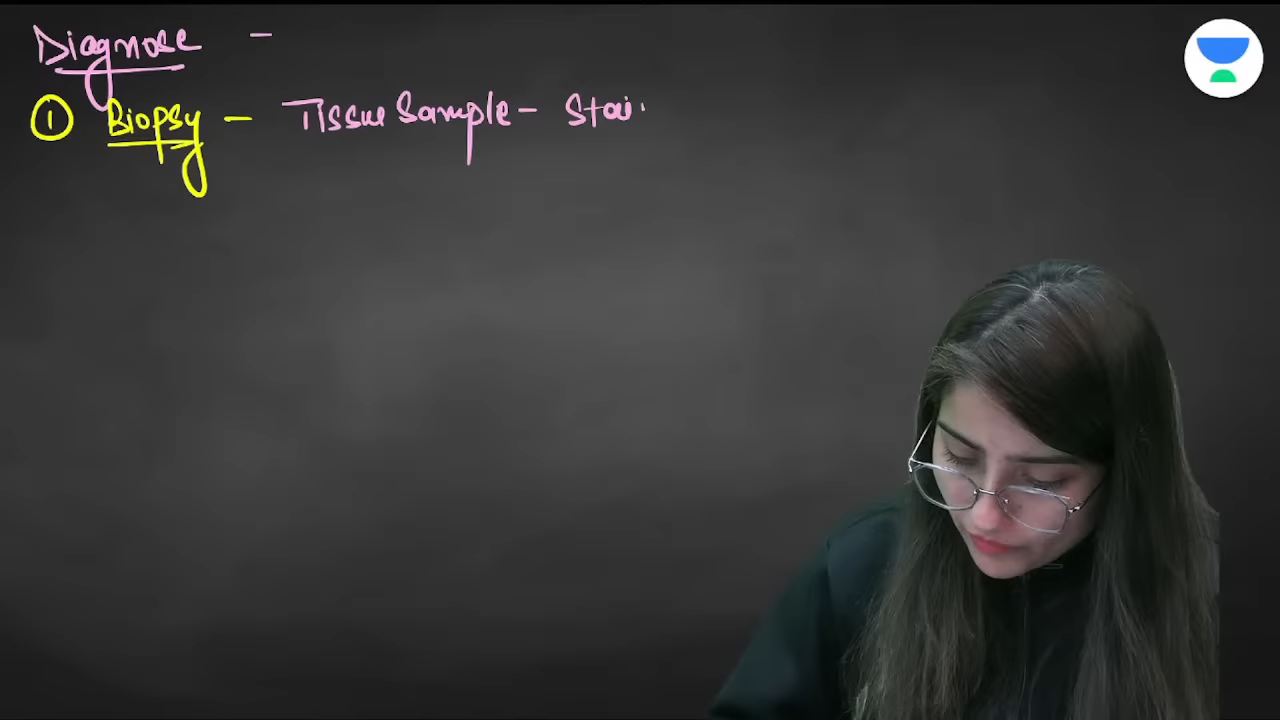 Diagnose -
① Biopsy - Tissue Sample - Stai